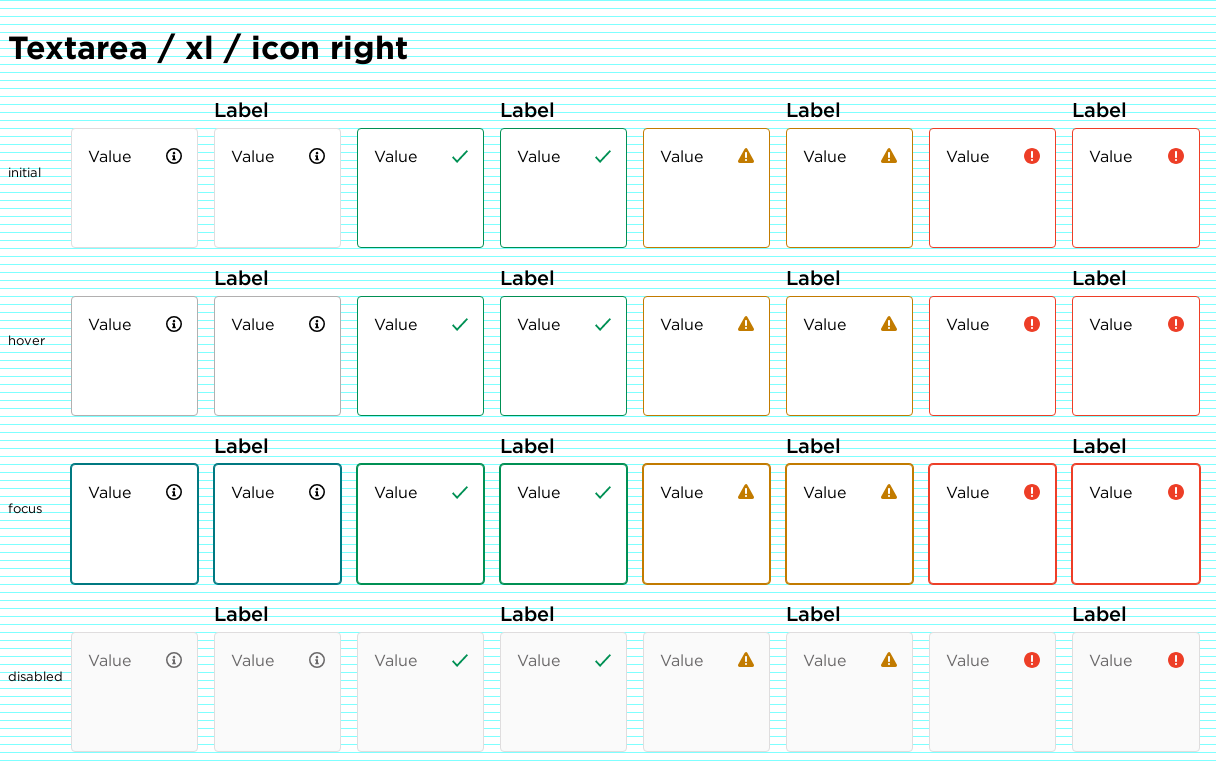 Textarea / xl / icon right
Label Label Label Label
initial Value Value Value Value Value Value Value Value
Label Label Label Label
hover Value Value Value Value Value Value Value Value
Label Label Label Label
focus Value Value Value Value Value Value Value Value
Label Label Label Label
disabled Value Value Value Value Value Value Value Value